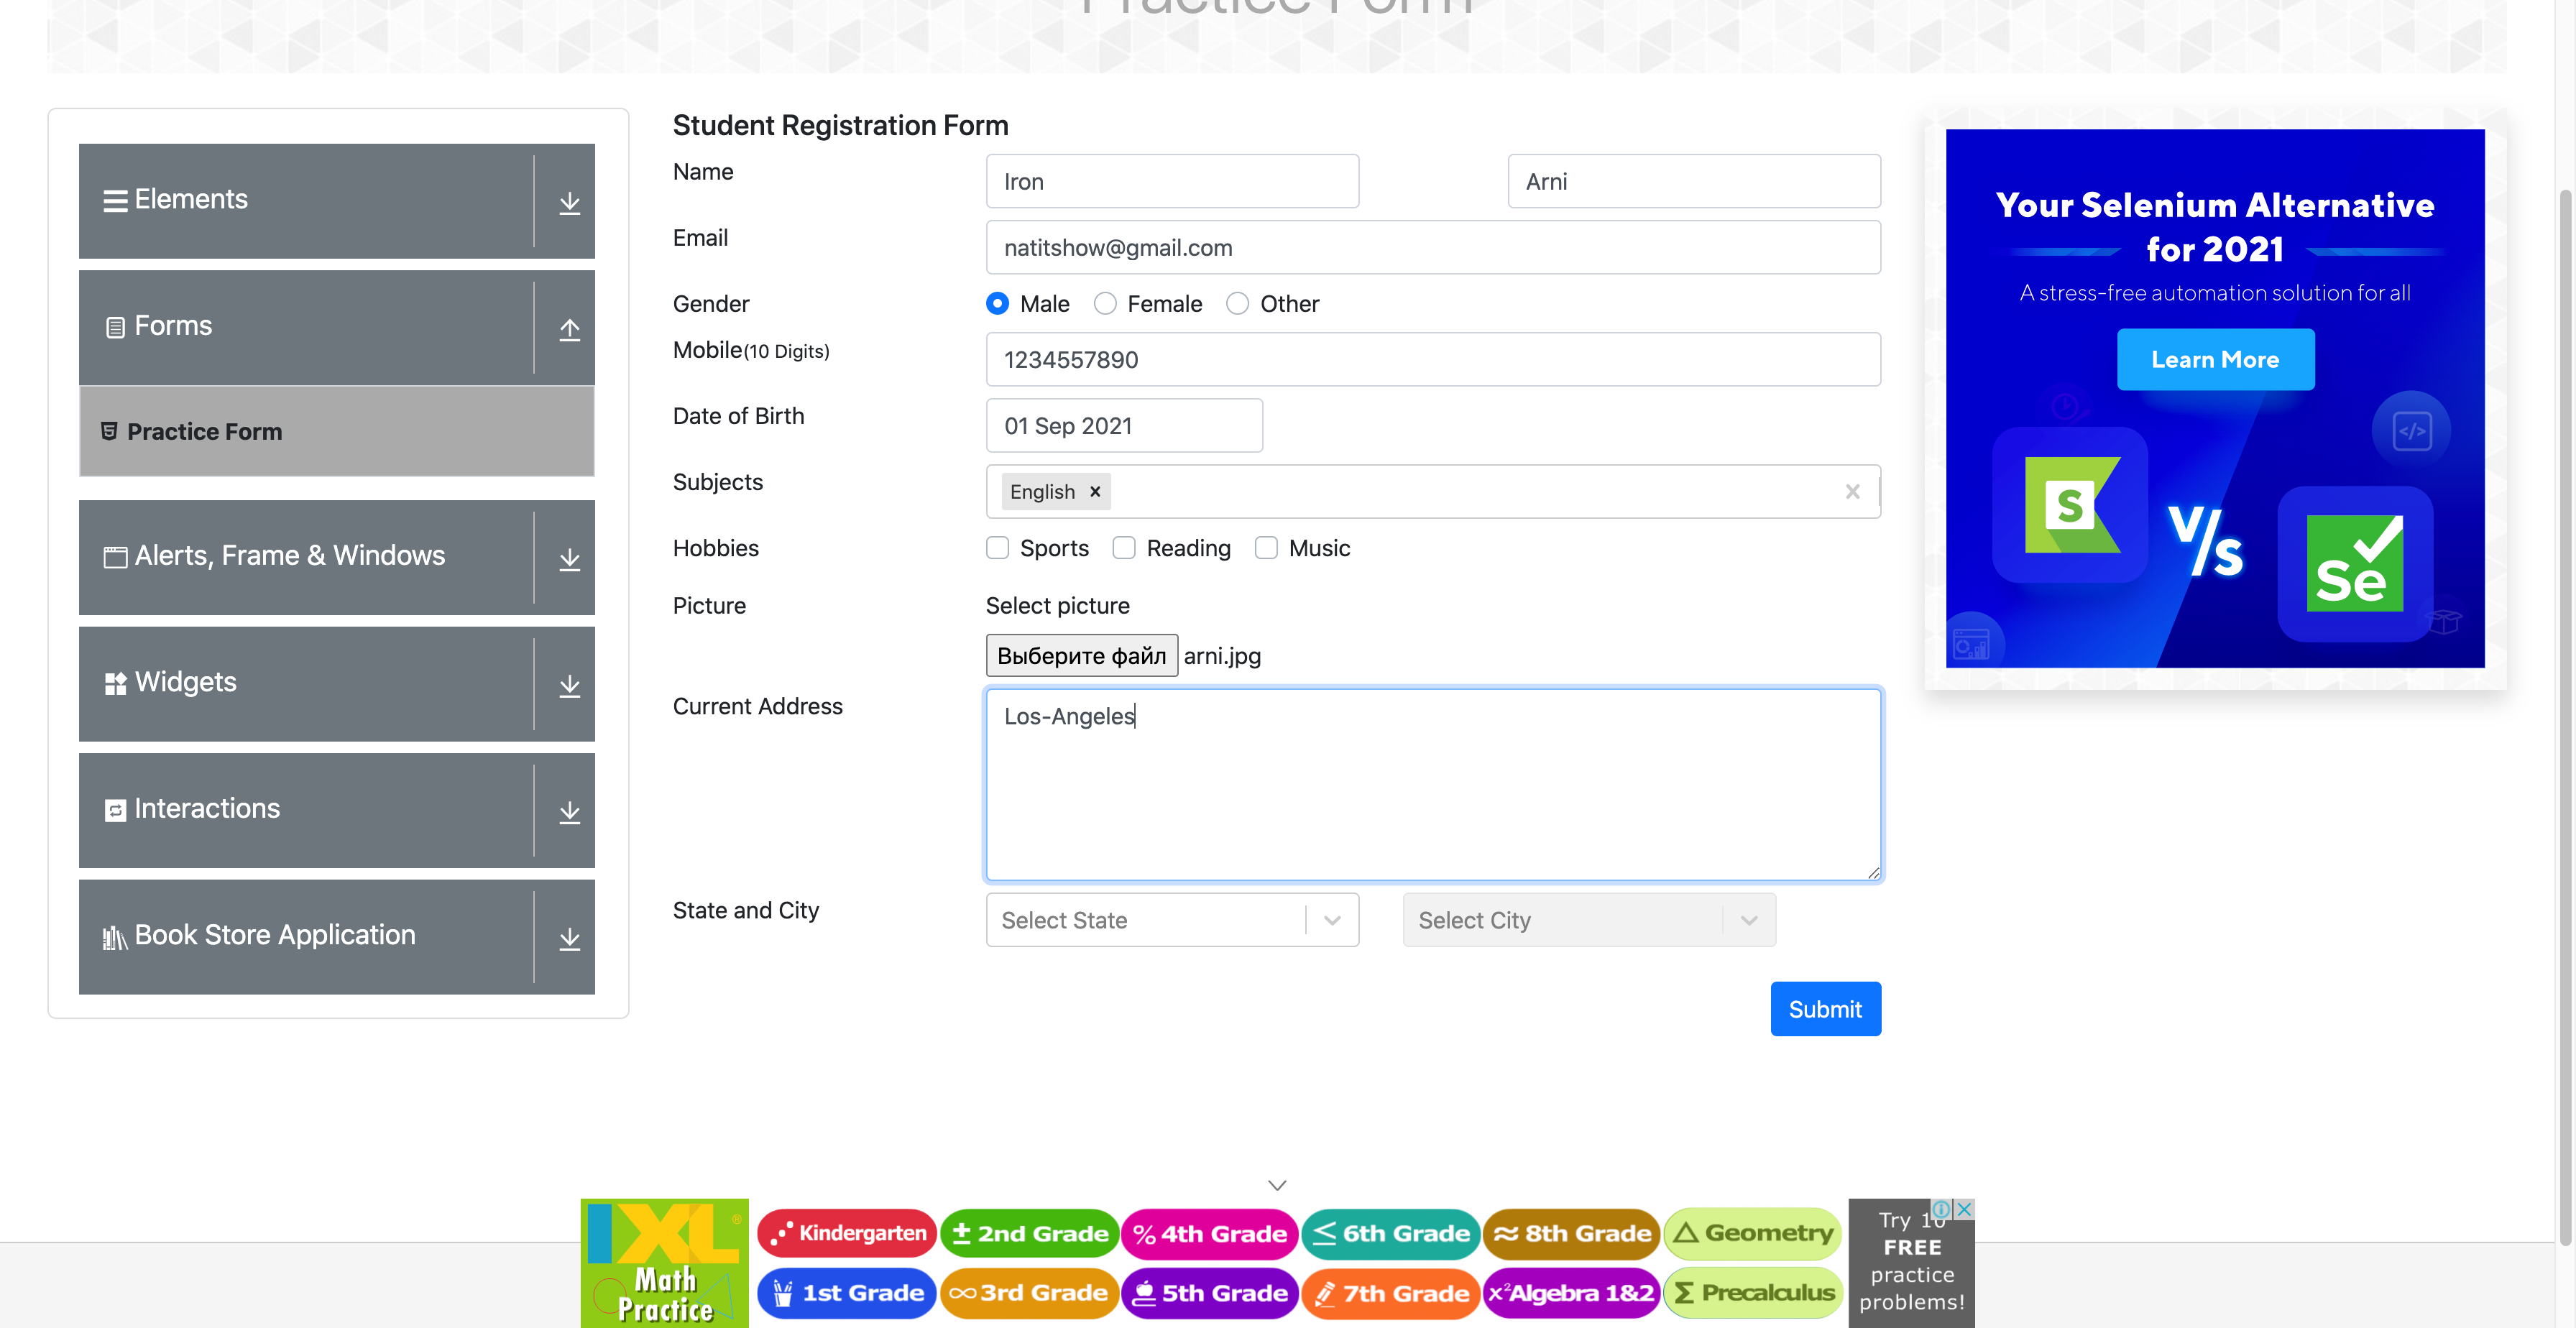 Practice Form
Elements
Forms
Practice Form
Alerts, Frame & Windows
Widgets
Interactions
Book Store Application
Student Registration Form
Name
Iron
Arni
Email
natitshow@gmail.com
Gender
Male
Female
Other
Mobile(10 Digits)
1234557890
Date of Birth
01 Sep 2021
Subjects
English ×
Hobbies
Sports
Reading
Music
Picture
Select picture
Выберите файл arni.jpg
Current Address
Los-Angeles
State and City
Select State
Select City
Submit
Your Selenium Alternative
for 2021
A stress-free automation solution for all
Learn More
</>
S
V/s
Se
IXL®
Math
Practice
Kindergarten
± 2nd Grade
% 4th Grade
≤ 6th Grade
≈ 8th Grade
△ Geometry
1st Grade
∞ 3rd Grade
5th Grade
7th Grade
x² Algebra 1&2
Σ Precalculus
Try 10
FREE
practice
problems!